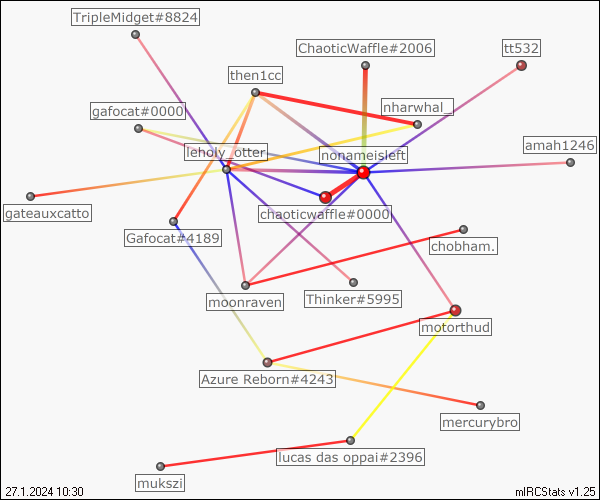 TripleMidget#8824
ChaoticWaffle#2006
tt532
then1cc
gafocat#0000
nharwhal_
amah1246
leholy_otter
nonameisleft
gateauxcatto
chaoticwaffle#0000
Gafocat#4189
chobham.
moonraven
Thinker#5995
motorthud
Azure Reborn#4243
mercurybro
lucas das oppai#2396
mukszi
27.1.2024 10:30
mIRCStats v1.25